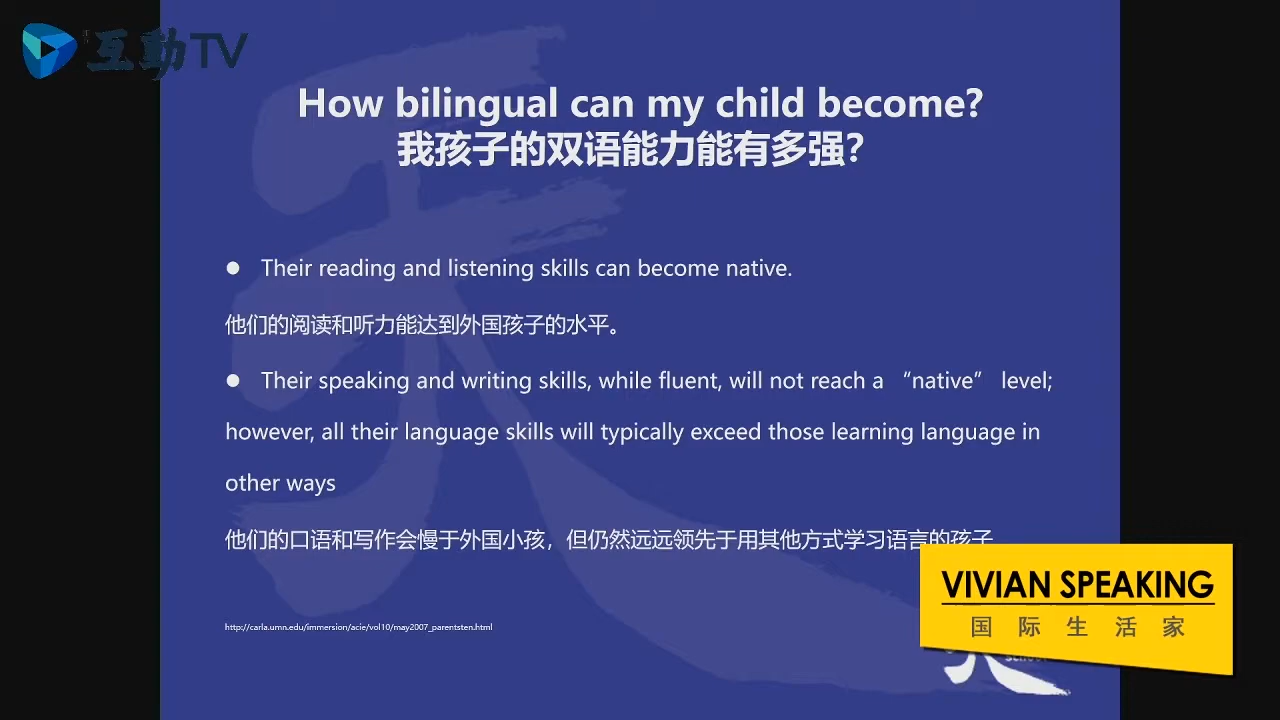 互動TV
How bilingual can my child become?
我孩子的双语能力能有多强？
● Their reading and listening skills can become native.
他们的阅读和听力能达到外国孩子的水平。
● Their speaking and writing skills, while fluent, will not reach a “native” level;
however, all their language skills will typically exceed those learning language in
other ways
他们的口语和写作会慢于外国小孩，但仍然远远领先于用其他方式学习语言的孩子
http://carla.umn.edu/immersion/acie/vol10/may2007_parentsten.html
VIVIAN SPEAKING
国际生活家